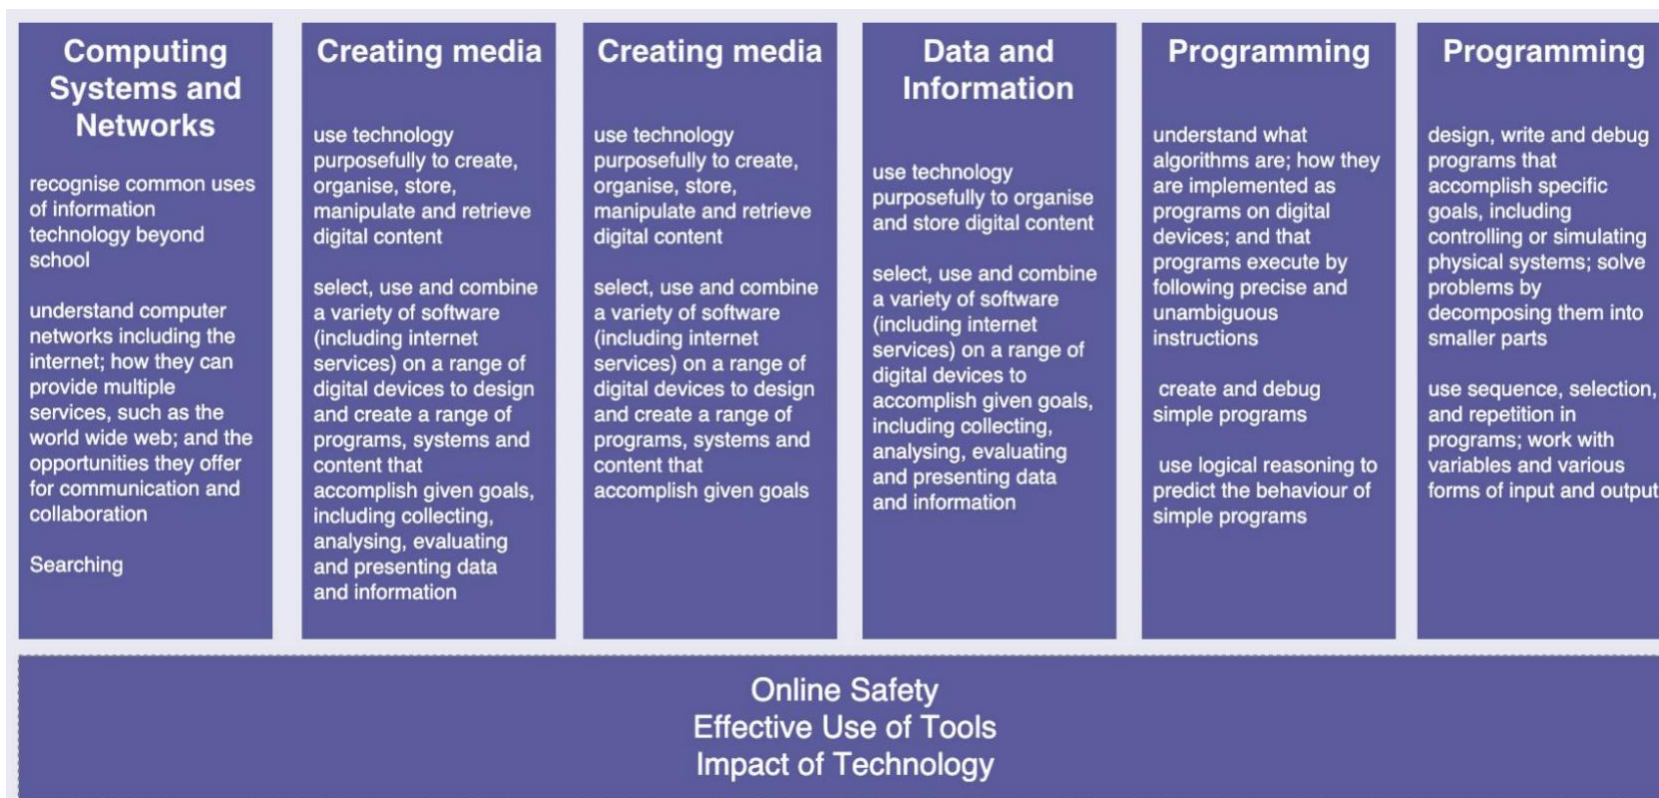 Computing
Systems and
Networks
recognise common uses
of information
technology beyond
school
understand computer
networks including the
internet; how they can
provide multiple
services, such as the
world wide web; and the
opportunities they offer
for communication and
collaboration
Searching
Creating media
use technology
purposefully to create,
organise, store,
manipulate and retrieve
digital content
select, use and combine
a variety of software
(including internet
services) on a range of
digital devices to design
and create a range of
programs, systems and
content that
accomplish given goals,
including collecting,
analysing, evaluating
and presenting data
and information
Creating media
use technology
purposefully to create,
organise, store,
manipulate and retrieve
digital content
select, use and combine
a variety of software
(including internet
services) on a range of
digital devices to design
and create a range of
programs, systems and
content that
accomplish given goals
Data and
Information
use technology
purposefully to organise
and store digital content
select, use and combine
a variety of software
(including internet
services) on a range of
digital devices to
accomplish given goals,
including collecting,
analysing, evaluating
and presenting data
and information
Programming
understand what
algorithms are; how they
are implemented as
programs on digital
devices; and that
programs execute by
following precise and
unambiguous
instructions
create and debug
simple programs
use logical reasoning to
predict the behaviour of
simple programs
Programming
design, write and debug
programs that
accomplish specific
goals, including
controlling or simulating
physical systems; solve
problems by
decomposing them into
smaller parts
use sequence, selection,
and repetition in
programs; work with
variables and various
forms of input and output
Online Safety
Effective Use of Tools
Impact of Technology